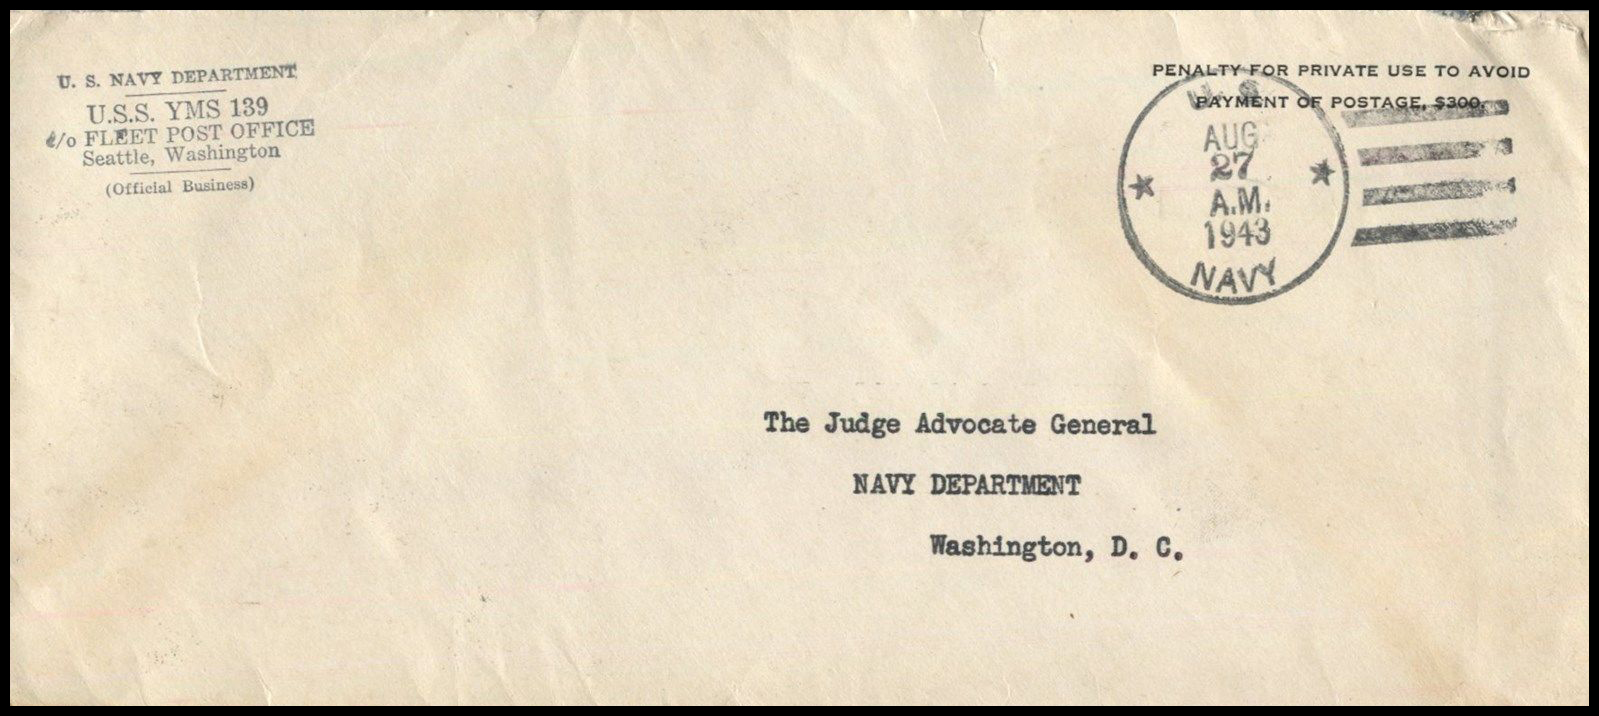 U. S. NAVY DEPARTMENT
U.S.S. YMS 139
c/o FLEET POST OFFICE
Seattle, Washington
(Official Business)
PENALTY FOR PRIVATE USE TO AVOID
PAYMENT OF POSTAGE, $300.
U. S.
AUG
27
A.M.
1943
NAVY
The Judge Advocate General
NAVY DEPARTMENT
Washington, D. C.